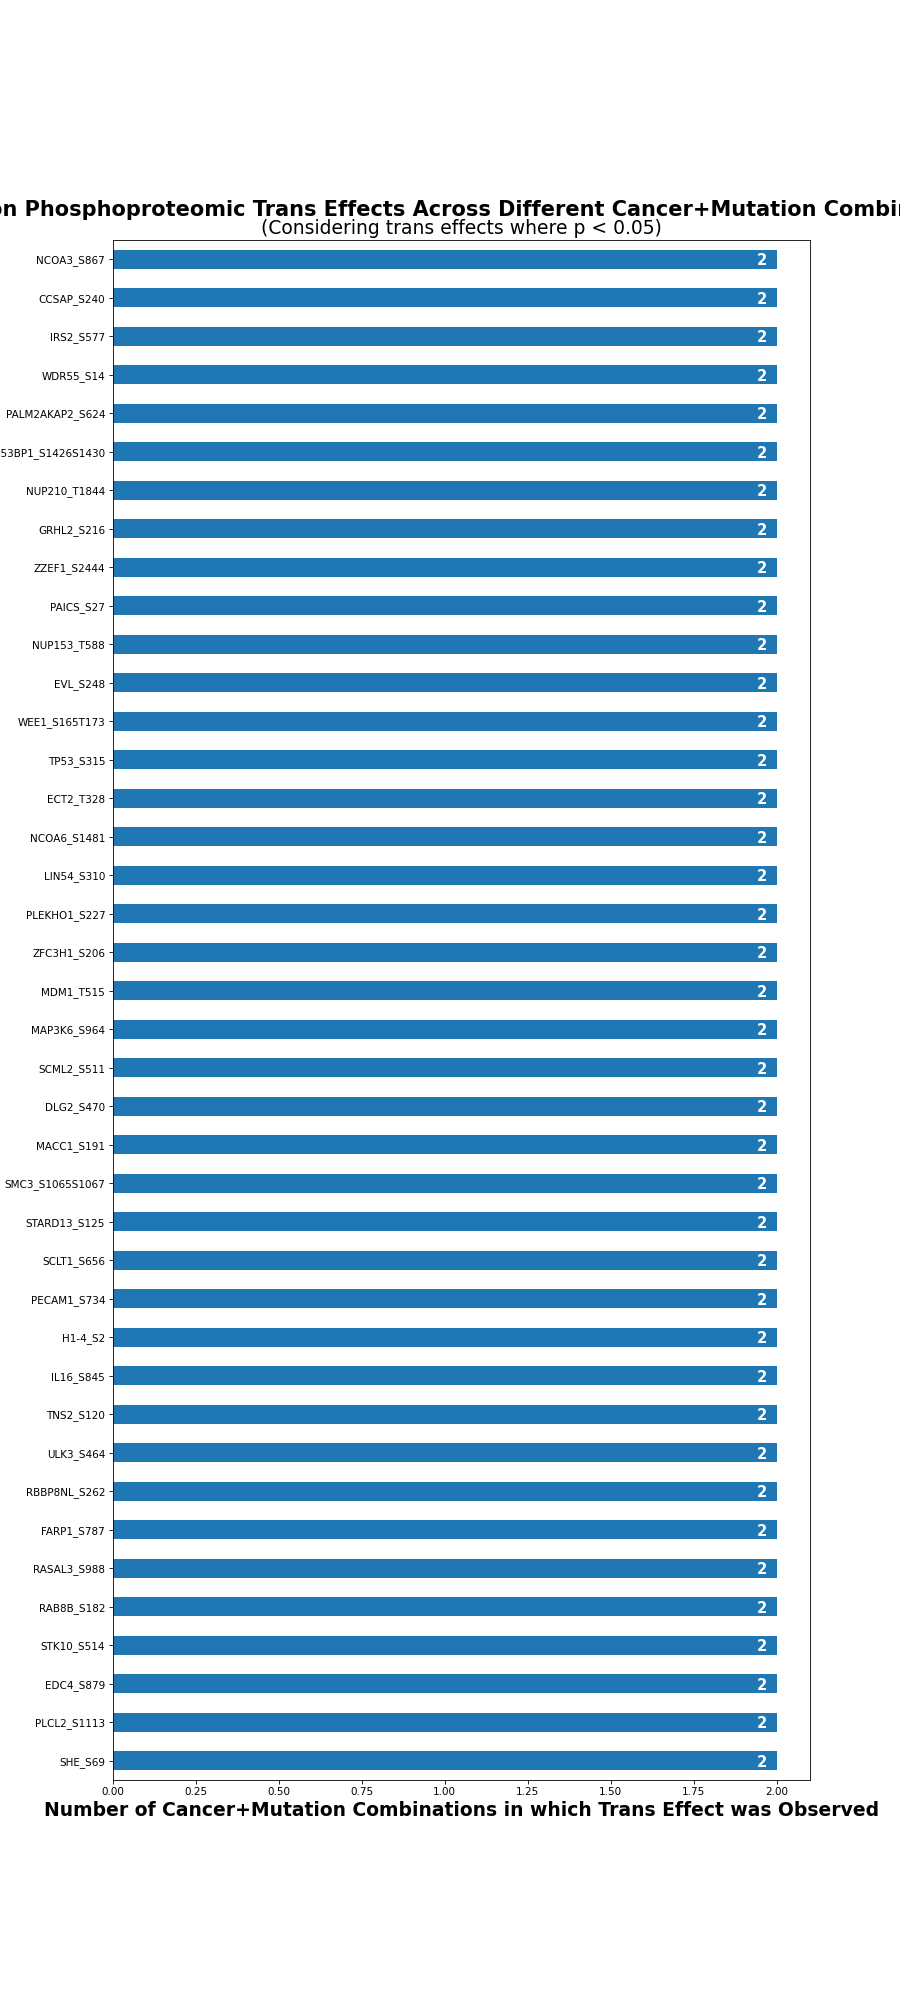 on Phosphoproteomic Trans Effects Across Different Cancer+Mutation Combi
(Considering trans effects where p < 0.05)
NCOA3_S867 2
CCSAP_S240 2
IRS2_S577 2
WDR55_S14 2
PALM2AKAP2_S624 2
53BP1_S1426S1430 2
NUP210_T1844 2
GRHL2_S216 2
ZZEF1_S2444 2
PAICS_S27 2
NUP153_T588 2
EVL_S248 2
WEE1_S165T173 2
TP53_S315 2
ECT2_T328 2
NCOA6_S1481 2
LIN54_S310 2
PLEKHO1_S227 2
ZFC3H1_S206 2
MDM1_T515 2
MAP3K6_S964 2
SCML2_S511 2
DLG2_S470 2
MACC1_S191 2
SMC3_S1065S1067 2
STARD13_S125 2
SCLT1_S656 2
PECAM1_S734 2
H1-4_S2 2
IL16_S845 2
TNS2_S120 2
ULK3_S464 2
RBBP8NL_S262 2
FARP1_S787 2
RASAL3_S988 2
RAB8B_S182 2
STK10_S514 2
EDC4_S879 2
PLCL2_S1113 2
SHE_S69 2
0.00 0.25 0.50 0.75 1.00 1.25 1.50 1.75 2.00
Number of Cancer+Mutation Combinations in which Trans Effect was Observed